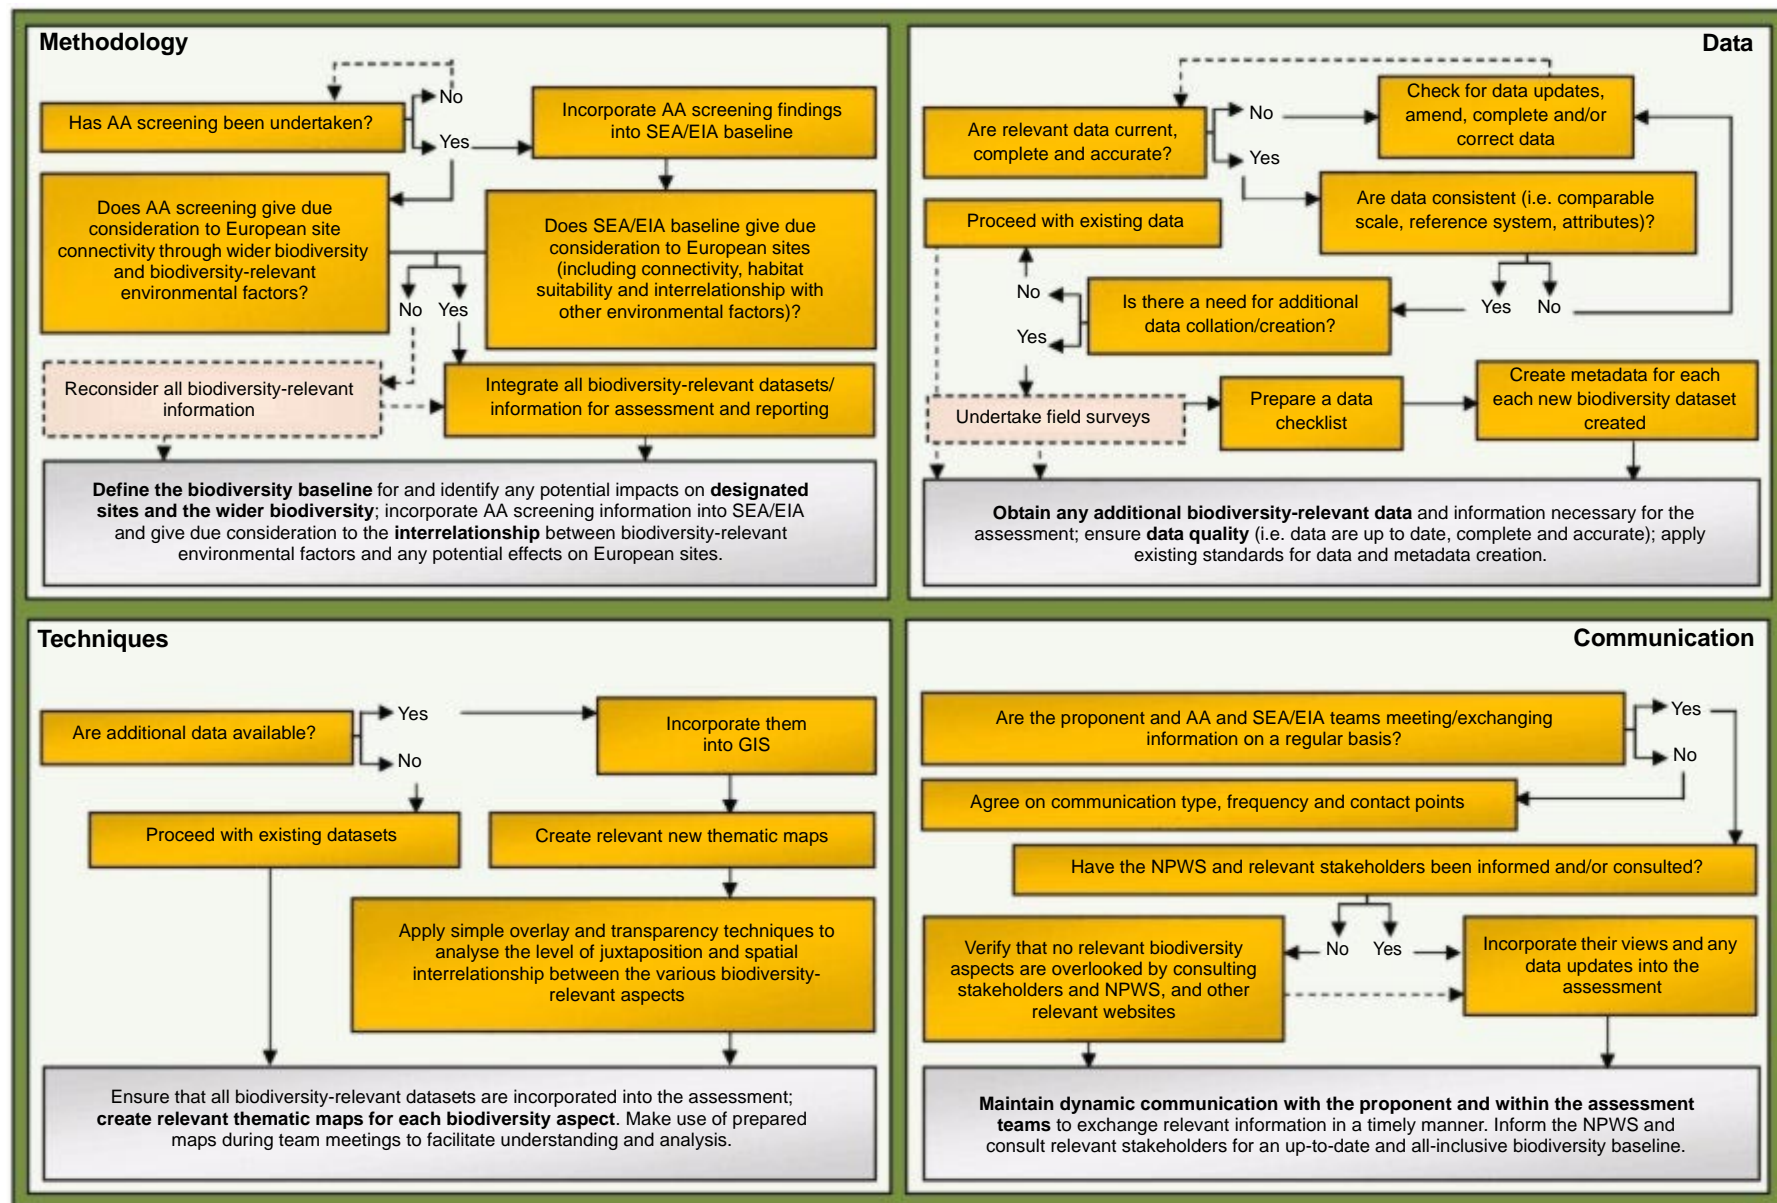 Methodology
No
Has AA screening been undertaken?
Yes
Incorporate AA screening findings
into SEA/EIA baseline
Does AA screening give due
consideration to European site
connectivity through wider biodiversity
and biodiversity-relevant
environmental factors?
Does SEA/EIA baseline give due
consideration to European sites
(including connectivity, habitat
suitability and interrelationship with
other environmental factors)?
No Yes
Reconsider all biodiversity-relevant
information
Integrate all biodiversity-relevant datasets/
information for assessment and reporting
Define the biodiversity baseline for and identify any potential impacts on designated
sites and the wider biodiversity; incorporate AA screening information into SEA/EIA
and give due consideration to the interrelationship between biodiversity-relevant
environmental factors and any potential effects on European sites.
Data
Are relevant data current,
complete and accurate?
No
Yes
Check for data updates,
amend, complete and/or
correct data
Are data consistent (i.e. comparable
scale, reference system, attributes)?
Yes No
Proceed with existing data
No
Yes
Is there a need for additional
data collation/creation?
Undertake field surveys
Prepare a data
checklist
Create metadata for each
each new biodiversity dataset
created
Obtain any additional biodiversity-relevant data and information necessary for the
assessment; ensure data quality (i.e. data are up to date, complete and accurate); apply
existing standards for data and metadata creation.
Techniques
Are additional data available?
Yes
No
Incorporate them
into GIS
Proceed with existing datasets
Create relevant new thematic maps
Apply simple overlay and transparency techniques to
analyse the level of juxtaposition and spatial
interrelationship between the various biodiversity-
relevant aspects
Ensure that all biodiversity-relevant datasets are incorporated into the assessment;
create relevant thematic maps for each biodiversity aspect. Make use of prepared
maps during team meetings to facilitate understanding and analysis.
Communication
Are the proponent and AA and SEA/EIA teams meeting/exchanging
information on a regular basis?
Yes
No
Agree on communication type, frequency and contact points
Have the NPWS and relevant stakeholders been informed and/or consulted?
No Yes
Verify that no relevant biodiversity
aspects are overlooked by consulting
stakeholders and NPWS, and other
relevant websites
Incorporate their views and any
data updates into the
assessment
Maintain dynamic communication with the proponent and within the assessment
teams to exchange relevant information in a timely manner. Inform the NPWS and
consult relevant stakeholders for an up-to-date and all-inclusive biodiversity baseline.